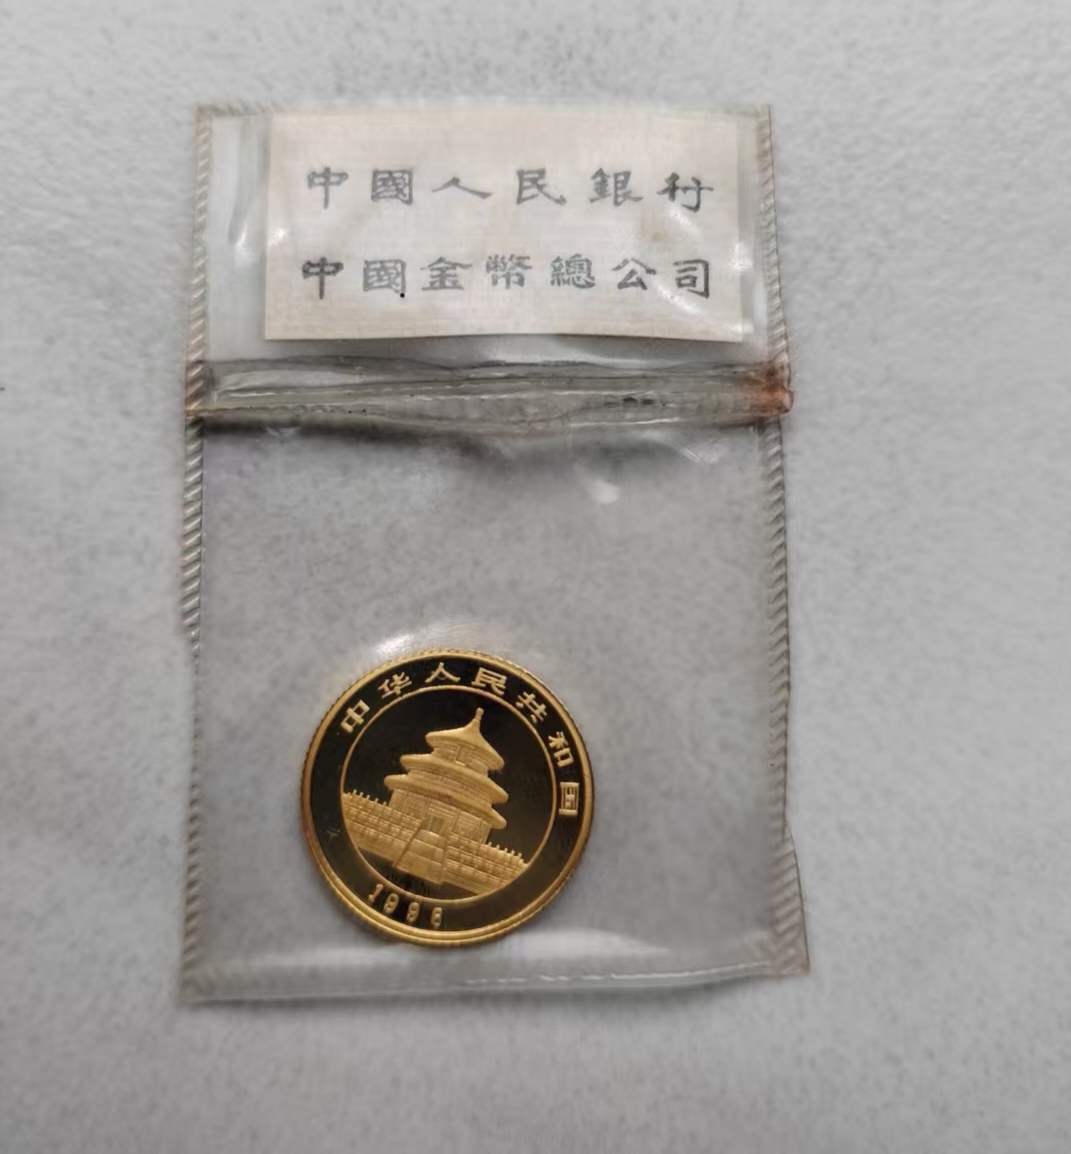 中國人民銀行
中國金幣總公司
中华人民共和国
1996